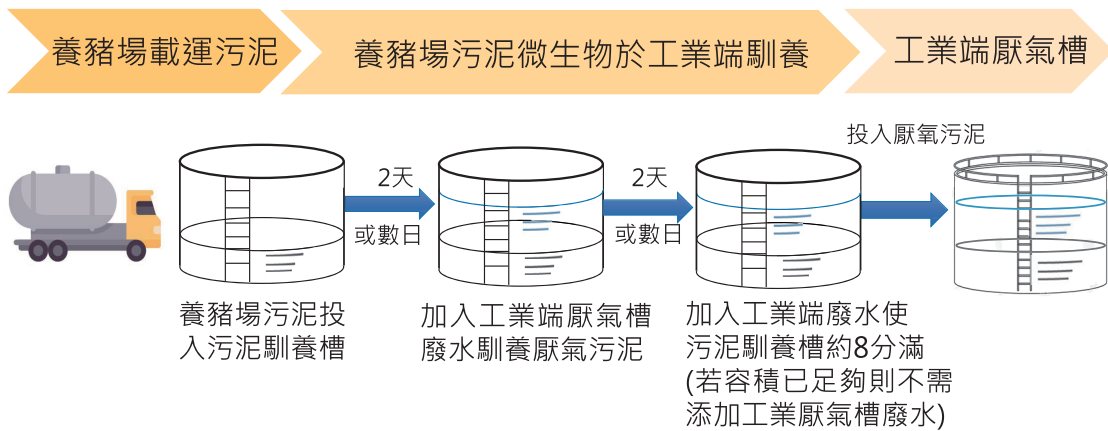 養豬場載運污泥
養豬場污泥微生物於工業端馴養
工業端厭氣槽
投入厭氧污泥
2天
或數日
2天
或數日
養豬場污泥投
入污泥馴養槽
加入工業端厭氣槽
廢水馴養厭氣污泥
加入工業端廢水使
污泥馴養槽約8分滿
(若容積已足夠則不需
添加工業厭氣槽廢水)